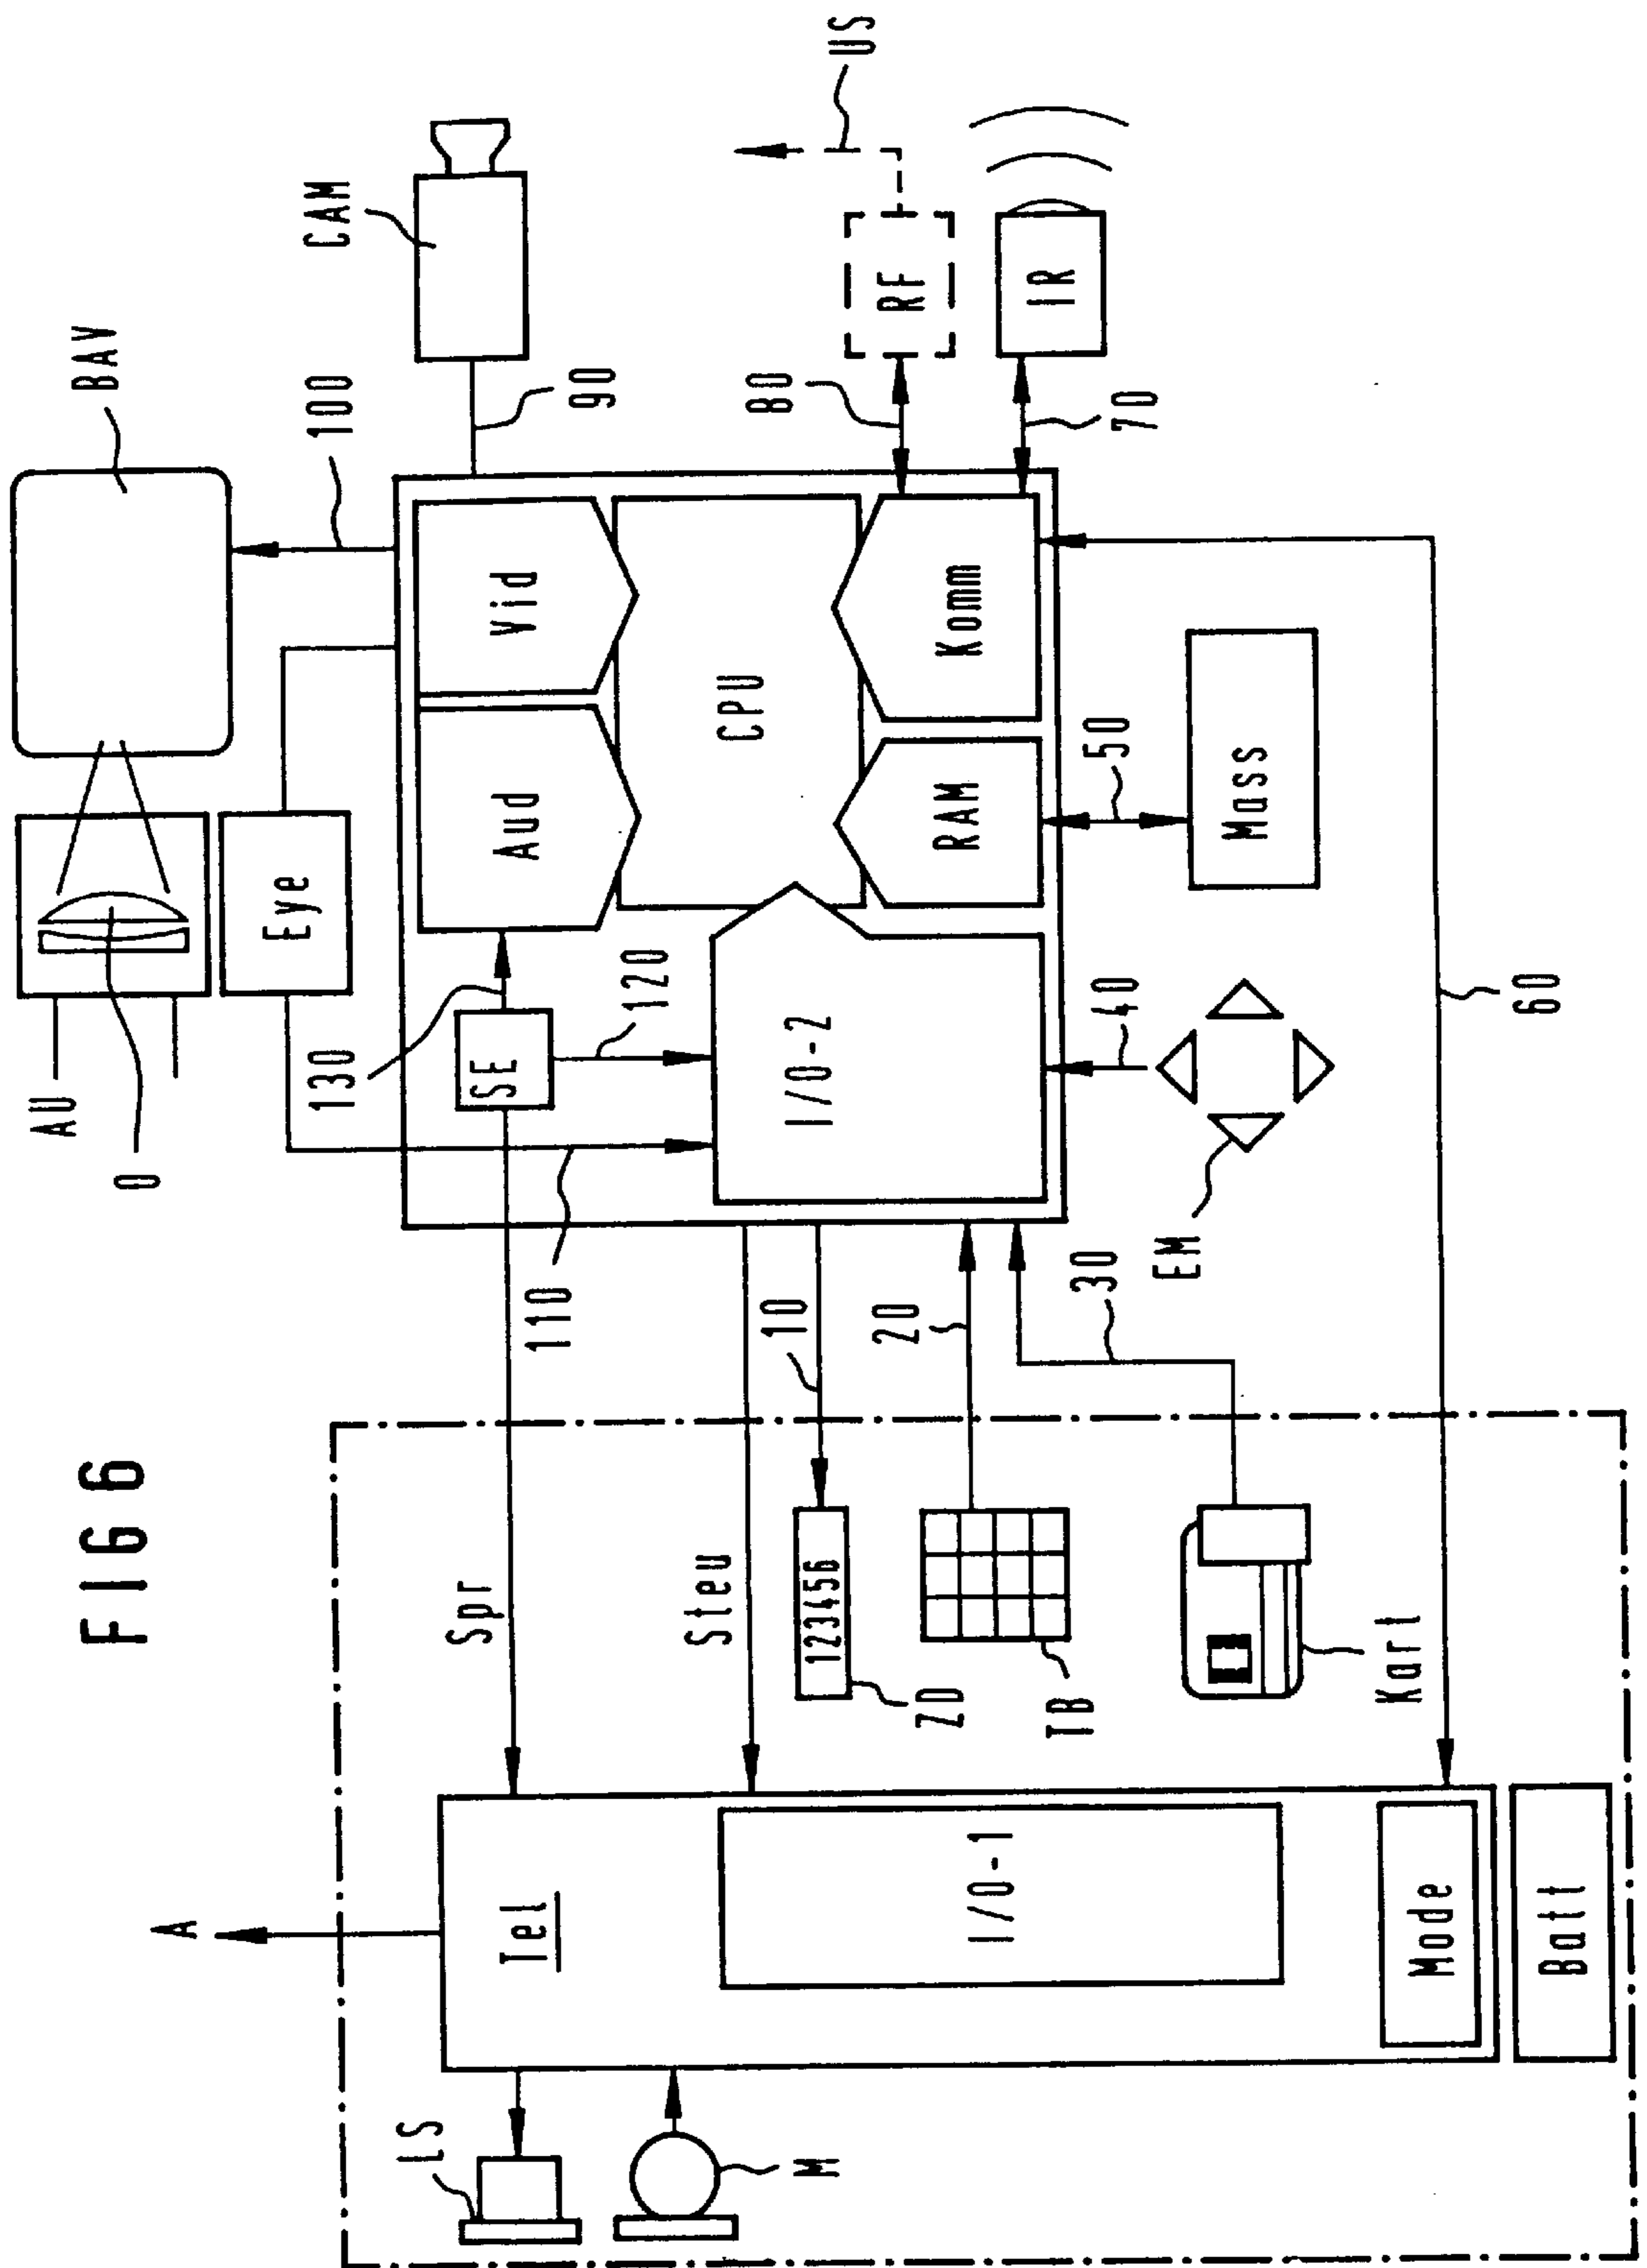 FIG 6
A
Tel
I/O-1
Mode
Batt
LS
M
Spr
Steu
10
ZD
123456
20
TB
30
Kart
110
AU
O
130
SE
120
I/O-2
40
EM
60
Eye
BAV
100
Aud
Vid
CPU
RAM
Komm
50
Mass
CAM
90
80
RF
US
70
IR